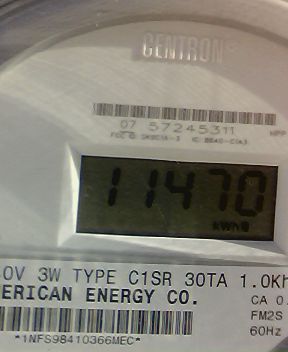 CENTRON®
07 57245311
11470
kWh
.0V 3W TYPE C1SR 30TA 1.0Kh
ERICAN ENERGY CO.
CA 0.
FM2S
60Hz
*1NFS98410366MEC*